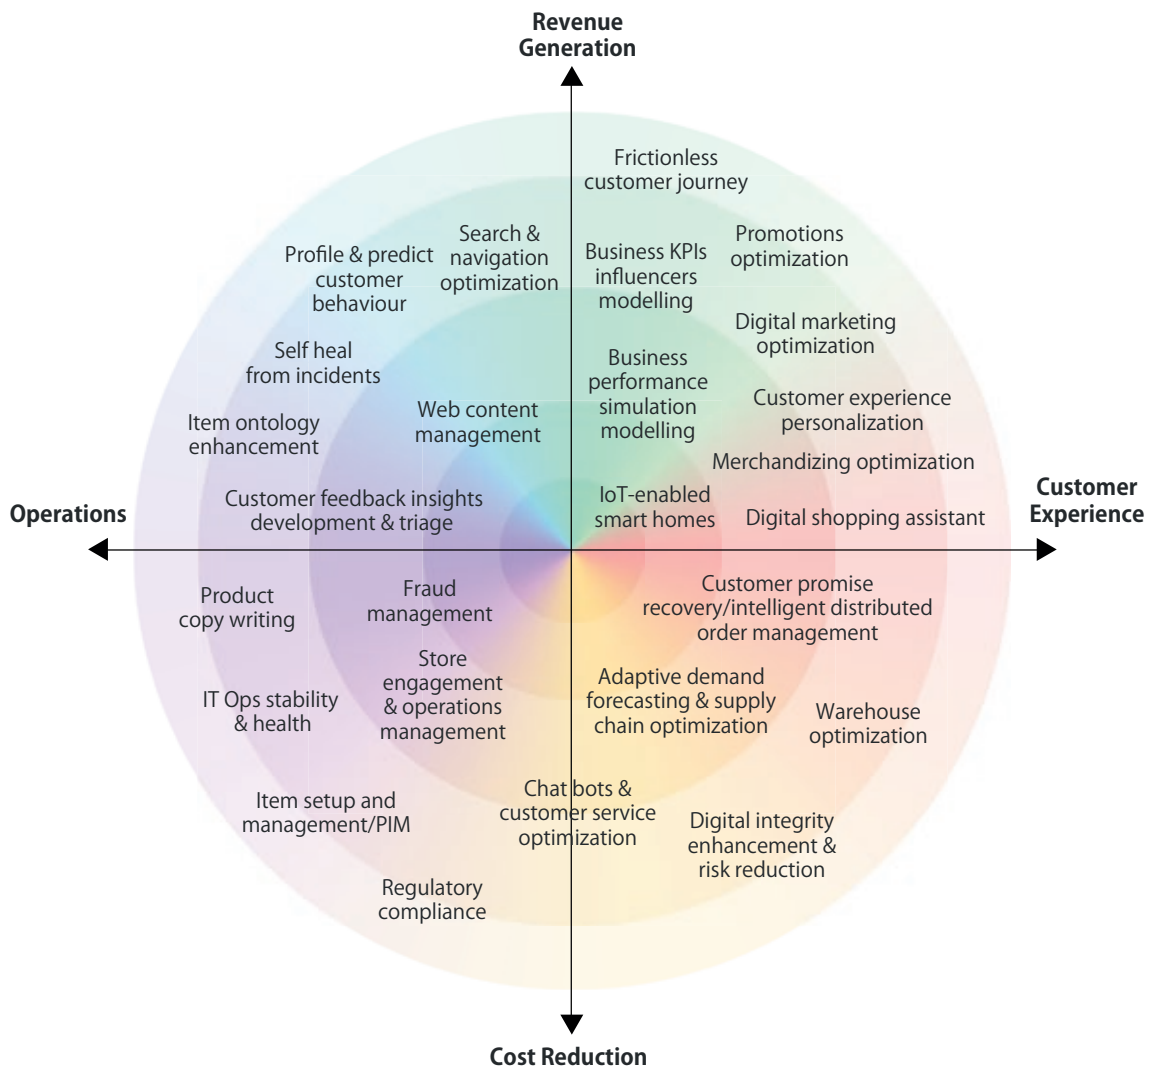 Revenue
Generation
Frictionless
customer journey
Search &
navigation
optimization
Profile & predict
customer
behaviour
Business KPIs
influencers
modelling
Promotions
optimization
Digital marketing
optimization
Self heal
from incidents
Business
performance
simulation
modelling
Customer experience
personalization
Item ontology
enhancement
Web content
management
Merchandizing optimization
Customer feedback insights
development & triage
IoT-enabled
smart homes
Digital shopping assistant
Operations
Customer
Experience
Product
copy writing
Fraud
management
Customer promise
recovery/intelligent distributed
order management
Store
engagement
& operations
management
IT Ops stability
& health
Adaptive demand
forecasting & supply
chain optimization
Warehouse
optimization
Item setup and
management/PIM
Chat bots &
customer service
optimization
Digital integrity
enhancement &
risk reduction
Regulatory
compliance
Cost Reduction